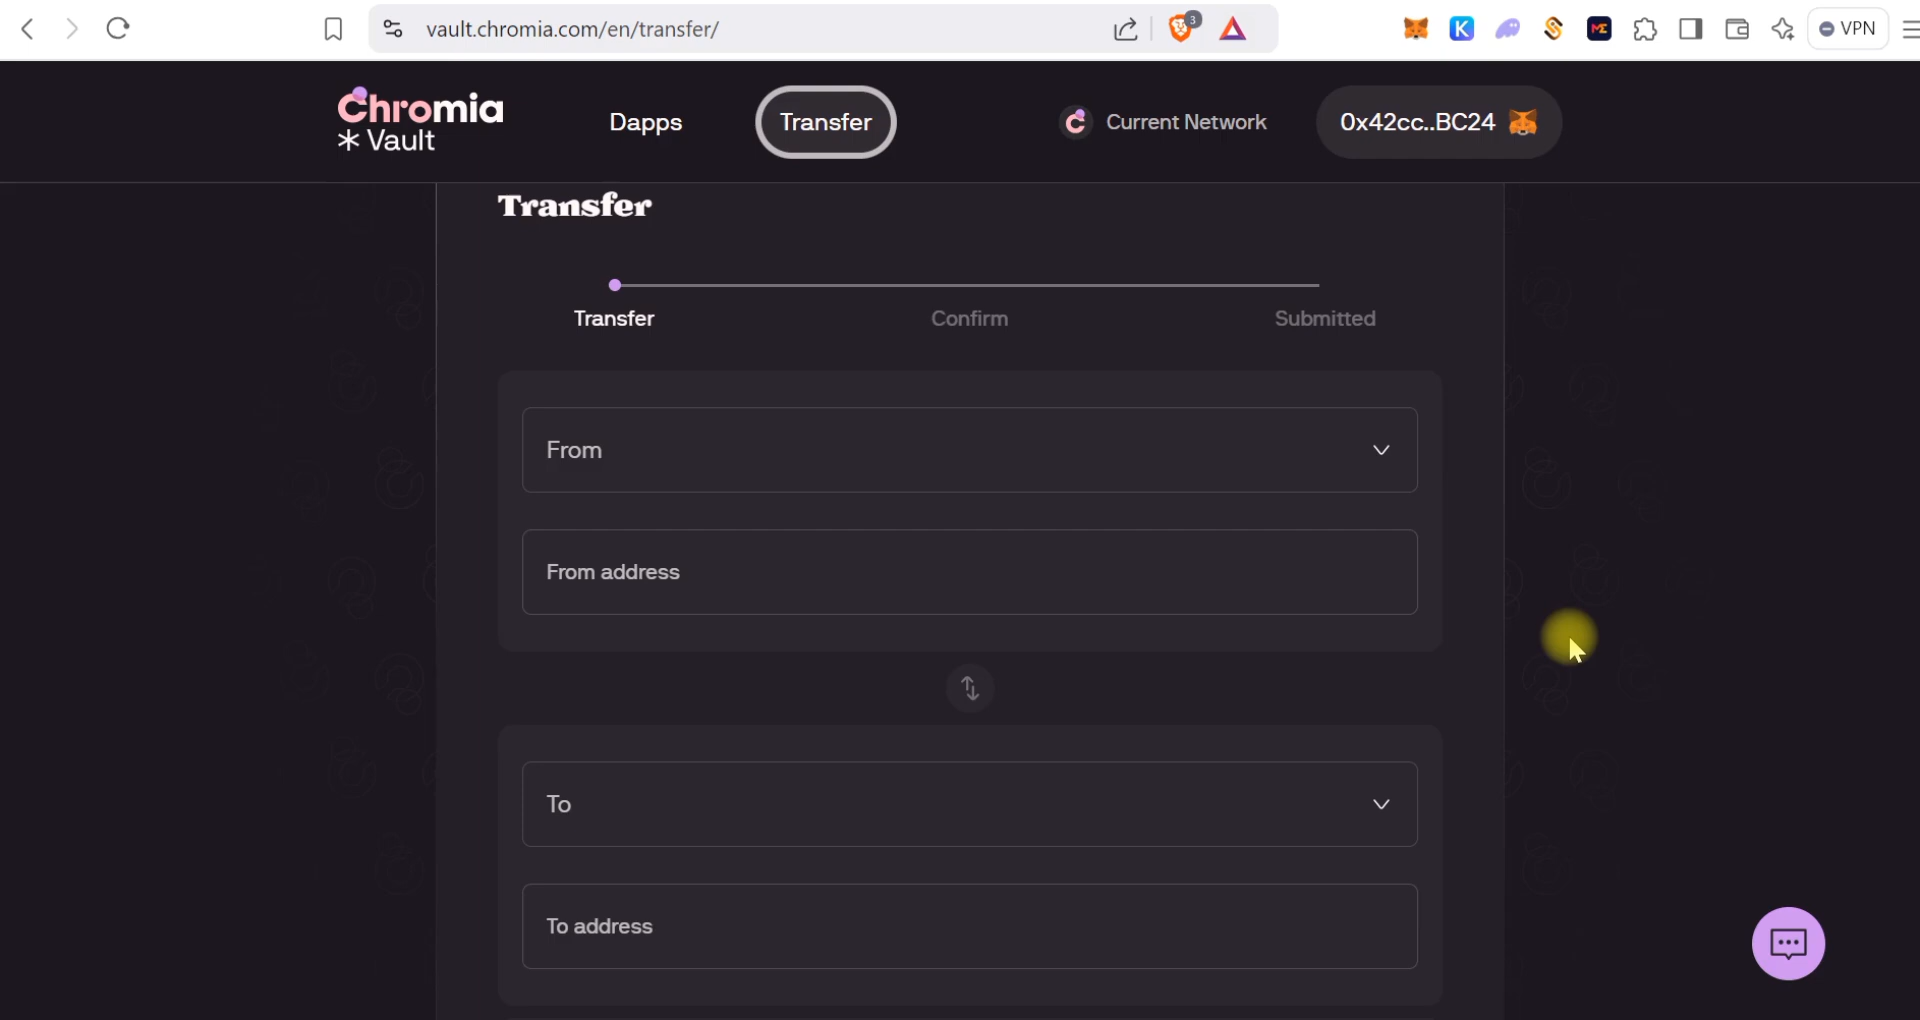 vault.chromia.com/en/transfer/
3
K
VPN
Chromia
Vault
Dapps
Transfer
Current Network
0x42cc..BC24
Transfer
Transfer
Confirm
Submitted
From
From address
To
To address